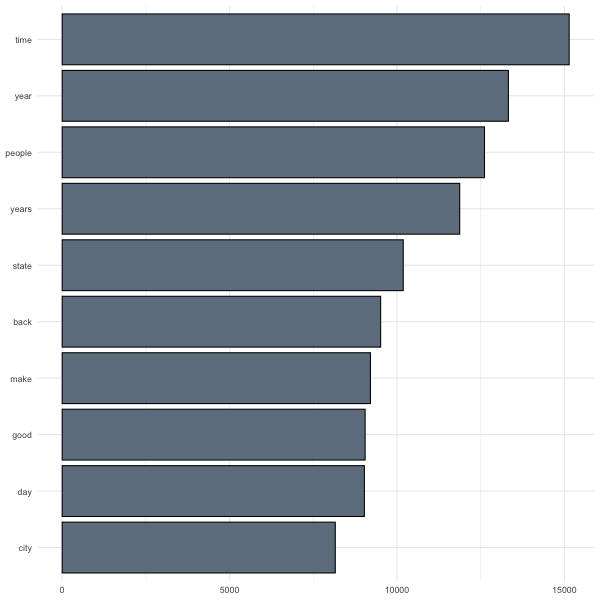 time
year
people
years
state
back
make
good
day
city
0 5000 10000 15000